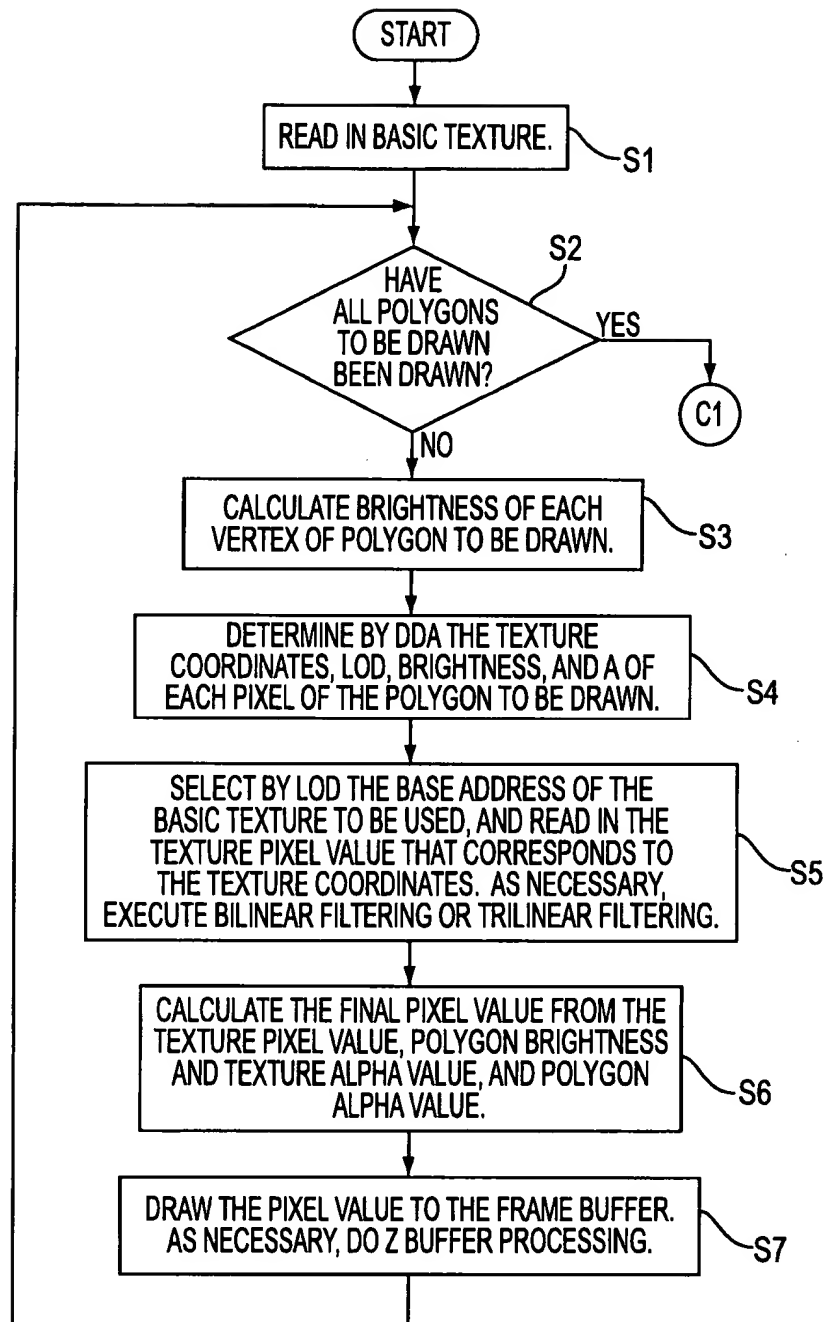 START
READ IN BASIC TEXTURE.
S1
S2
HAVE
ALL POLYGONS
TO BE DRAWN
BEEN DRAWN?
YES
C1
NO
CALCULATE BRIGHTNESS OF EACH
VERTEX OF POLYGON TO BE DRAWN.
S3
DETERMINE BY DDA THE TEXTURE
COORDINATES, LOD, BRIGHTNESS, AND A OF
EACH PIXEL OF THE POLYGON TO BE DRAWN.
S4
SELECT BY LOD THE BASE ADDRESS OF THE
BASIC TEXTURE TO BE USED, AND READ IN THE
TEXTURE PIXEL VALUE THAT CORRESPONDS TO
THE TEXTURE COORDINATES. AS NECESSARY,
EXECUTE BILINEAR FILTERING OR TRILINEAR FILTERING.
S5
CALCULATE THE FINAL PIXEL VALUE FROM THE
TEXTURE PIXEL VALUE, POLYGON BRIGHTNESS
AND TEXTURE ALPHA VALUE, AND POLYGON
ALPHA VALUE.
S6
DRAW THE PIXEL VALUE TO THE FRAME BUFFER.
AS NECESSARY, DO Z BUFFER PROCESSING.
S7